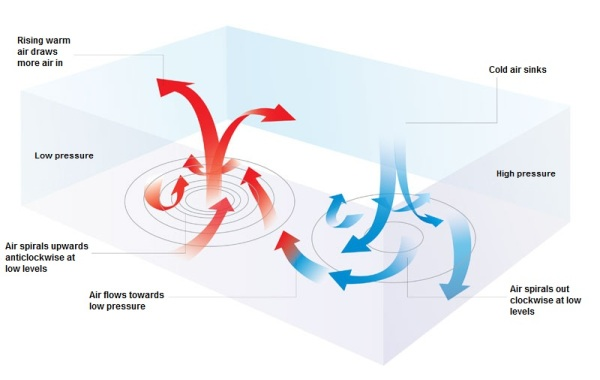 Rising warm
air draws
more air in
Cold air sinks
Low pressure
High pressure
Air spirals upwards
anticlockwise at
low levels
Air flows towards
low pressure
Air spirals out
clockwise at low
levels